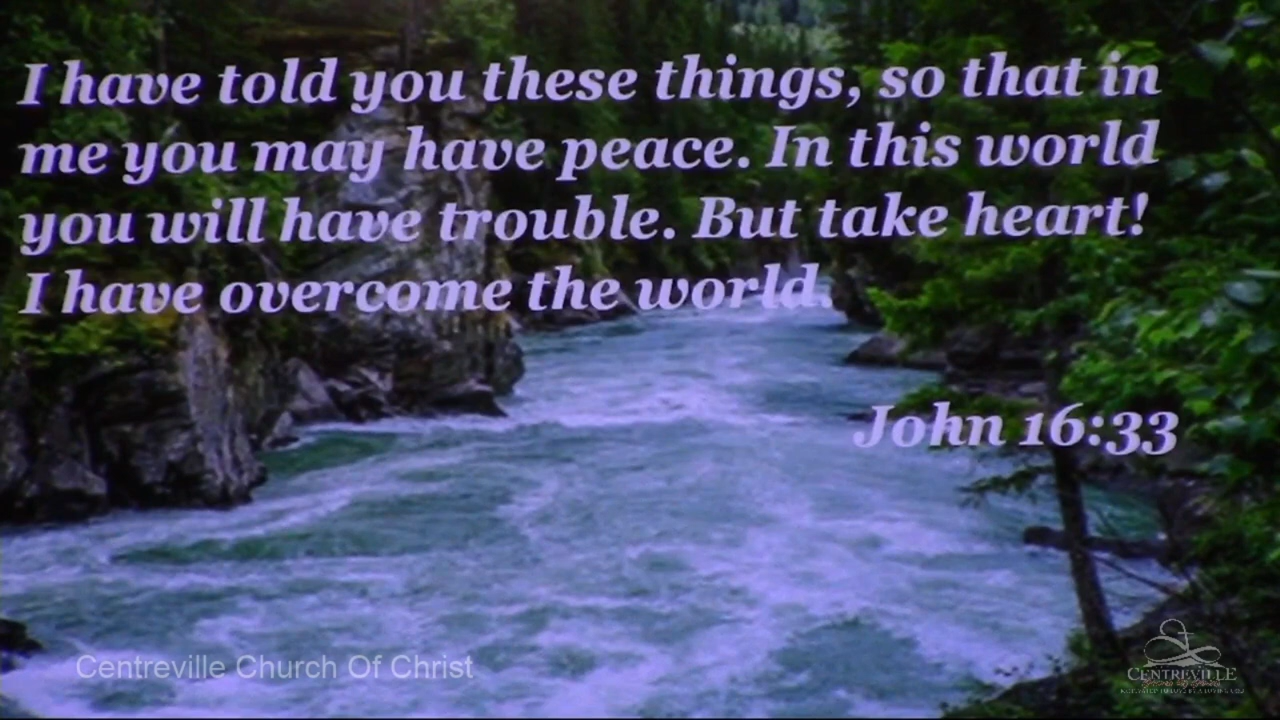 I have told you these things, so that in
me you may have peace. In this world
you will have trouble. But take heart!
I have overcome the world.
John 16:33
Centreville Church Of Christ
CENTREVILLE